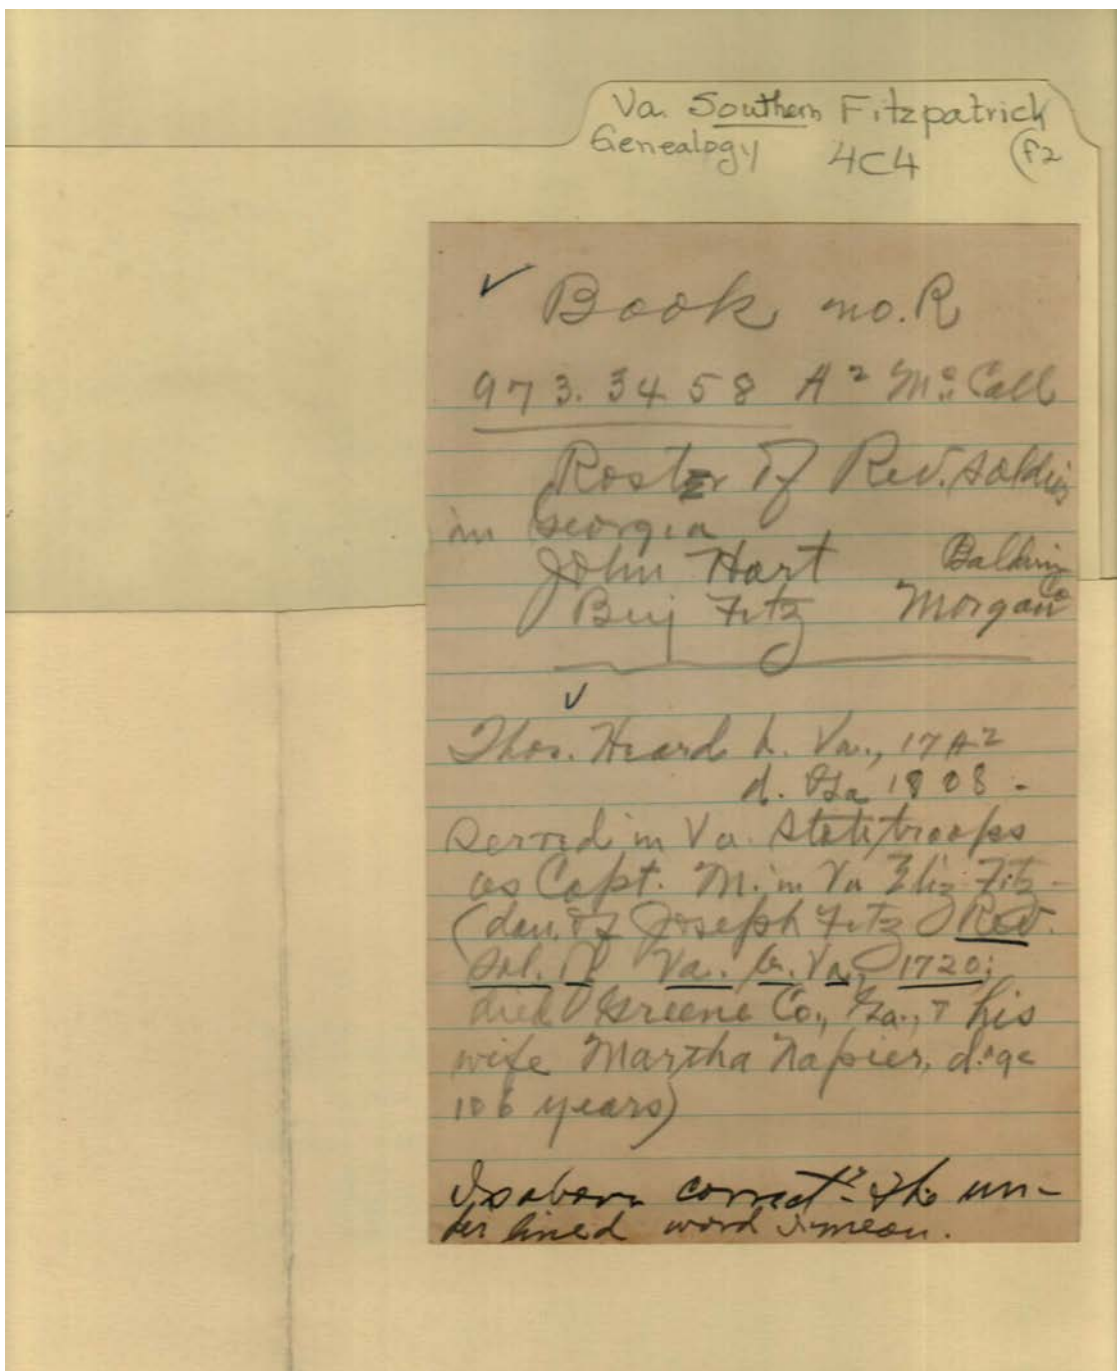 Va. Southern Fitzpatrick
Genealogy 4C4 (F2
✓ Book no. R
973.3458 A2 McCall
Roster of Rev. Soldiers
in Georgia
John Hart Baldwin
Benj Fitz Morgan Co
✓
Thos. Heard b. Va., 1742
d. Ga 1808 -
served in Va. State troops
as Capt. M. in Va Eliz Fitz-
(dau. of Joseph Fitz Rev.
Sol. of Va. b. Va, 1720;
died Greene Co., Ga., & his
wife Martha Napier, d. age
106 years)
Is above correct? - The un-
der lined word I mean.